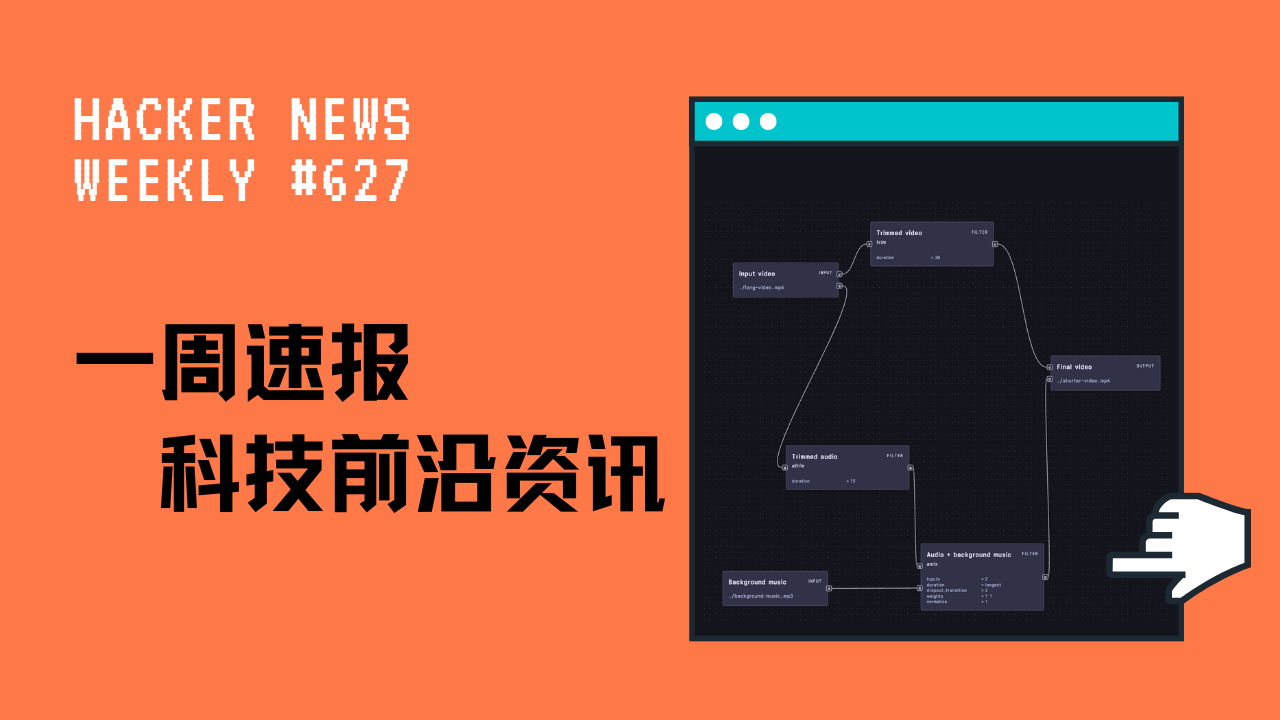 HACKER NEWS
WEEKLY #627
一周速报
科技前沿资讯
Trimmed video FILTER
trim
duration = 30
Input video INPUT
./long-video.mp4
Final video OUTPUT
./shorter-video.mp4
Trimmed audio FILTER
atrim
duration = 15
Audio + background music FILTER
amix
inputs = 2
duration = longest
dropout_transition = 2
weights = 1 1
normalize = 1
Background music INPUT
./background-music.mp3